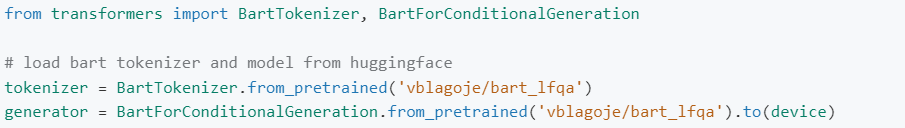 from transformers import BartTokenizer, BartForConditionalGeneration
# load bart tokenizer and model from huggingface
tokenizer = BartTokenizer.from_pretrained('vblagoje/bart_lfqa')
generator = BartForConditionalGeneration.from_pretrained('vblagoje/bart_lfqa').to(device)